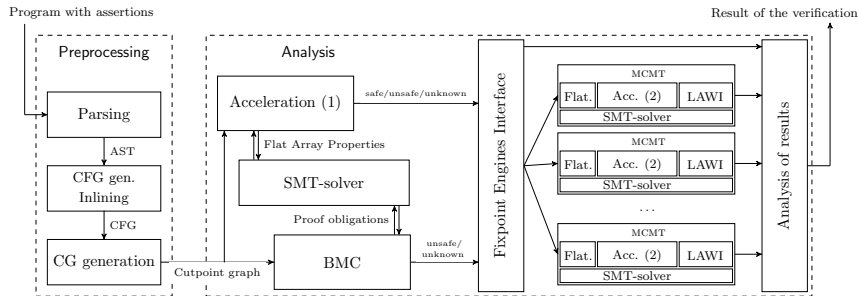 Program with assertions
Result of the verification
Preprocessing
Parsing
AST
CFG gen.
Inlining
CFG
CG generation
Cutpoint graph
Analysis
Acceleration (1)
safe/unsafe/unknown
Flat Array Properties
SMT-solver
Proof obligations
BMC
unsafe/
unknown
Fixpoint Engines Interface
MCMT
Flat. Acc. (2) LAWI
SMT-solver
MCMT
Flat. Acc. (2) LAWI
SMT-solver
...
MCMT
Flat. Acc. (2) LAWI
SMT-solver
Analysis of results